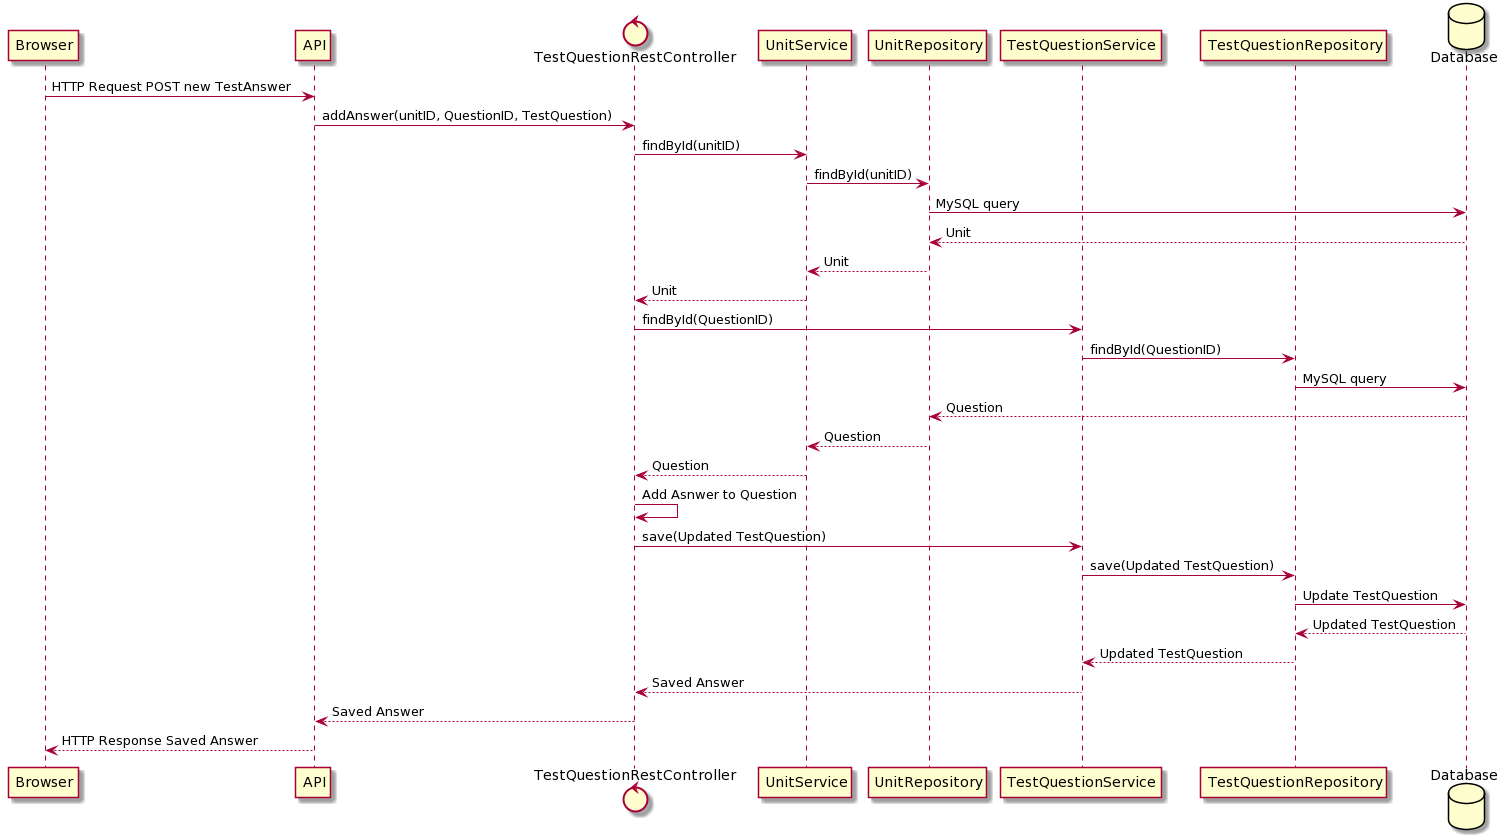 Browser
API
TestQuestionRestController
UnitService
UnitRepository
TestQuestionService
TestQuestionRepository
Database
HTTP Request POST new TestAnswer
addAnswer(unitID, QuestionID, TestQuestion)
findById(unitID)
findById(unitID)
MySQL query
Unit
Unit
Unit
findById(QuestionID)
findById(QuestionID)
MySQL query
Question
Question
Question
Add Asnwer to Question
save(Updated TestQuestion)
save(Updated TestQuestion)
Update TestQuestion
Updated TestQuestion
Updated TestQuestion
Saved Answer
Saved Answer
HTTP Response Saved Answer
Browser
API
TestQuestionRestController
UnitService
UnitRepository
TestQuestionService
TestQuestionRepository
Database